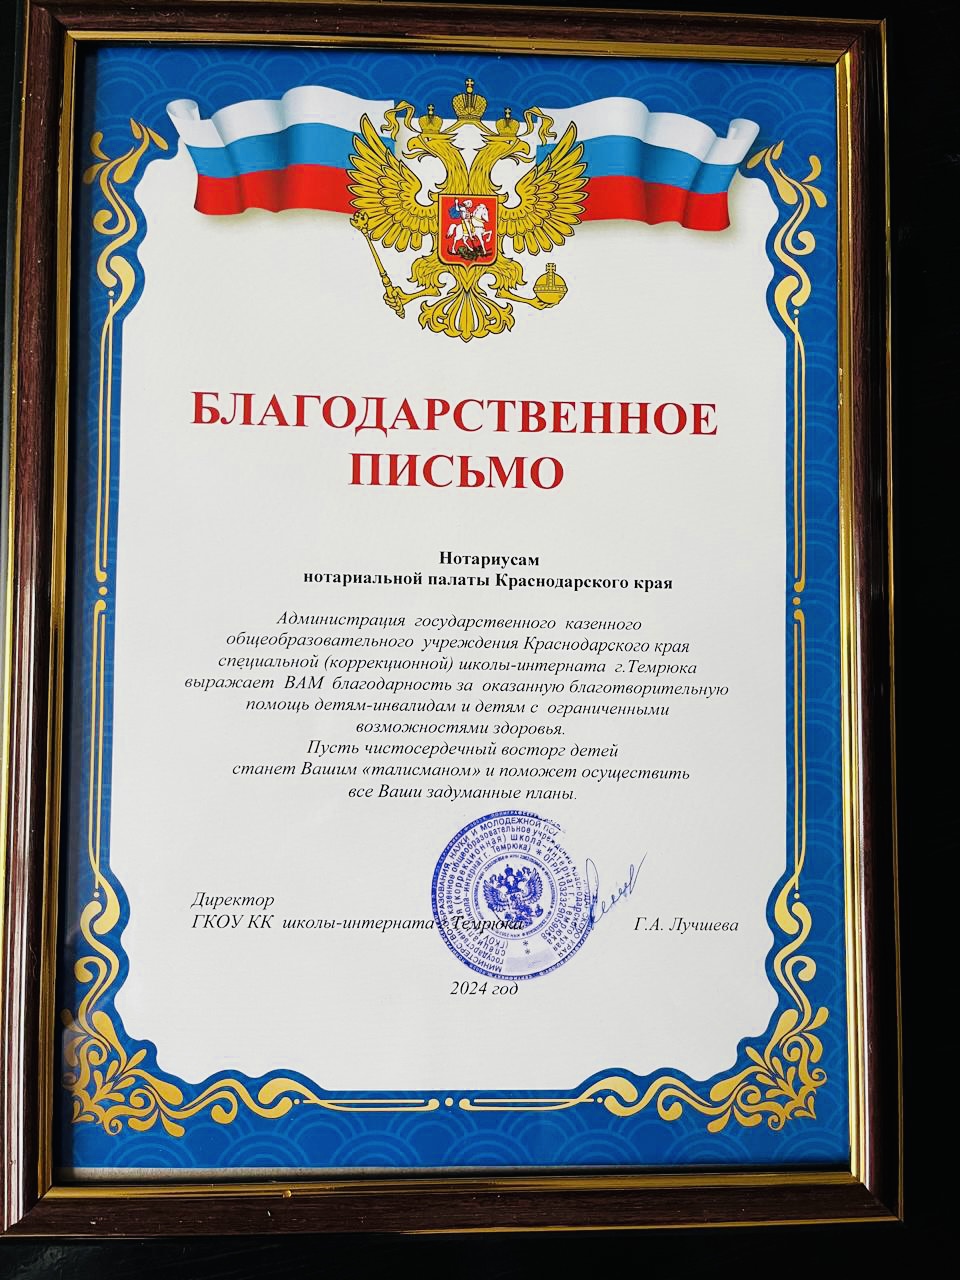 БЛАГОДАРСТВЕННОЕ
ПИСЬМО
Нотариусам
нотариальной палаты Краснодарского края
Администрация государственного казенного
общеобразовательного учреждения Краснодарского края
специальной (коррекционной) школы-интерната г.Темрюка
выражает ВАМ благодарность за оказанную благотворительную
помощь детям-инвалидам и детям с ограниченными
возможностями здоровья.
Пусть чистосердечный восторг детей
станет Вашим «талисманом» и поможет осуществить
все Ваши задуманные планы.
Директор
ГКОУ КК школы-интерната г.Темрюка
Г.А. Лучшева
2024 год